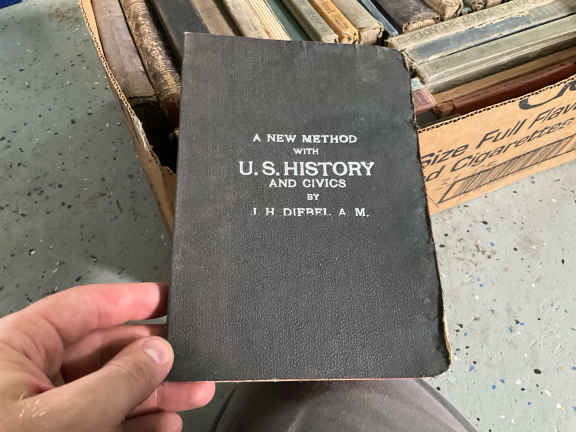 A NEW METHOD
WITH
U. S. HISTORY
AND CIVICS
BY
J. H. DIEBEL, A. M.
Size, Full Flav
d Cigarettes